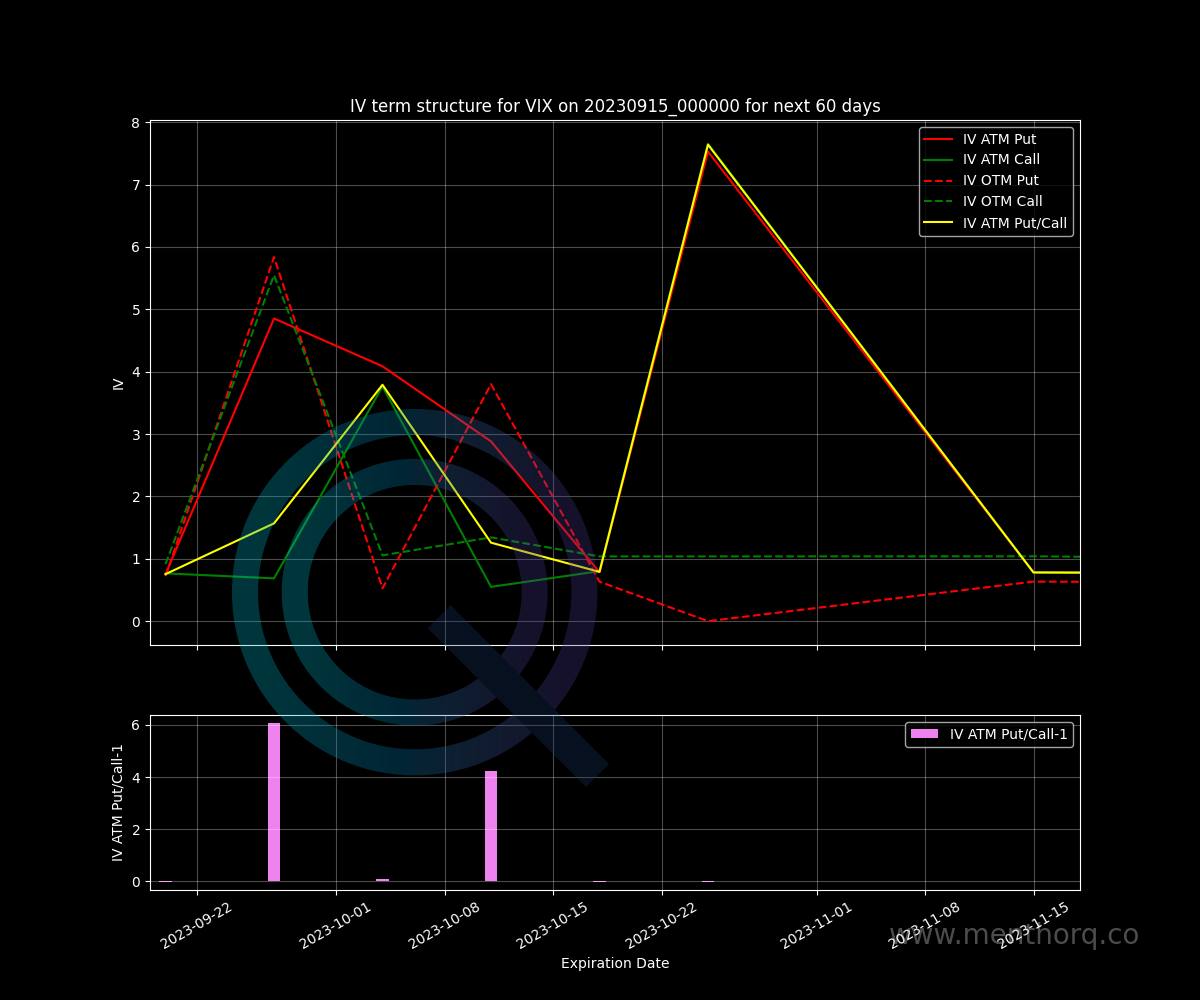 IV term structure for VIX on 20230915_000000 for next 60 days
8
7
6
5
4
3
2
1
0
IV
IV ATM Put
IV ATM Call
IV OTM Put
IV OTM Call
IV ATM Put/Call
6
4
2
0
IV ATM Put/Call-1
IV ATM Put/Call-1
2023-09-22
2023-10-01
2023-10-08
2023-10-15
2023-10-22
2023-11-01
2023-11-08
2023-11-15
www.menthorq.co
Expiration Date